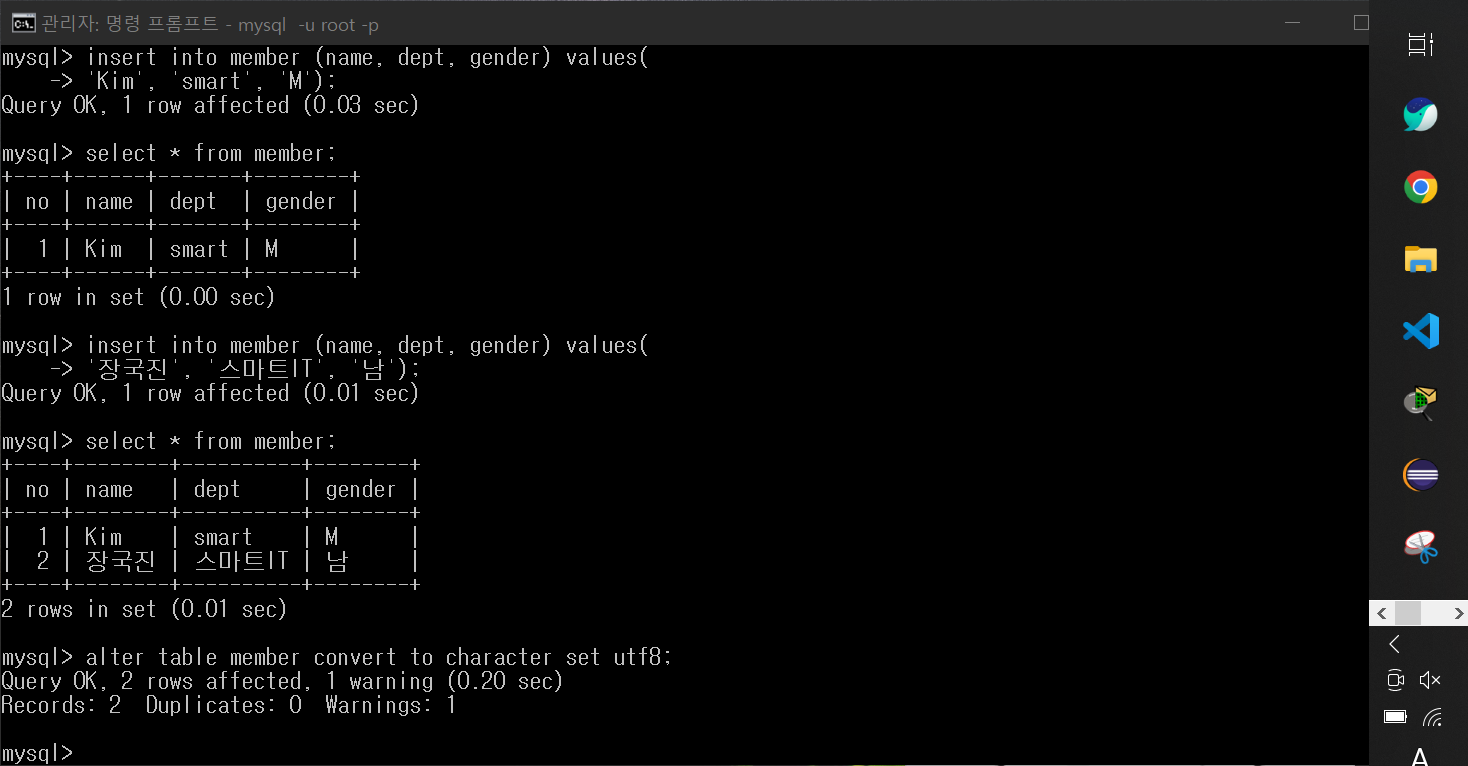 관리자: 명령 프롬프트 - mysql  -u root -p
mysql> insert into member (name, dept, gender) values(
    -> 'Kim', 'smart', 'M');
Query OK, 1 row affected (0.03 sec)
mysql> select * from member;
+----+------+-------+--------+
| no | name | dept  | gender |
+----+------+-------+--------+
|  1 | Kim  | smart | M      |
+----+------+-------+--------+
1 row in set (0.00 sec)
mysql> insert into member (name, dept, gender) values(
    -> '장국진', '스마트IT', '남');
Query OK, 1 row affected (0.01 sec)
mysql> select * from member;
+----+--------+----------+--------+
| no | name   | dept     | gender |
+----+--------+----------+--------+
|  1 | Kim    | smart    | M      |
|  2 | 장국진 | 스마트IT | 남     |
+----+--------+----------+--------+
2 rows in set (0.01 sec)
mysql> alter table member convert to character set utf8;
Query OK, 2 rows affected, 1 warning (0.20 sec)
Records: 2  Duplicates: 0  Warnings: 1
mysql>
A